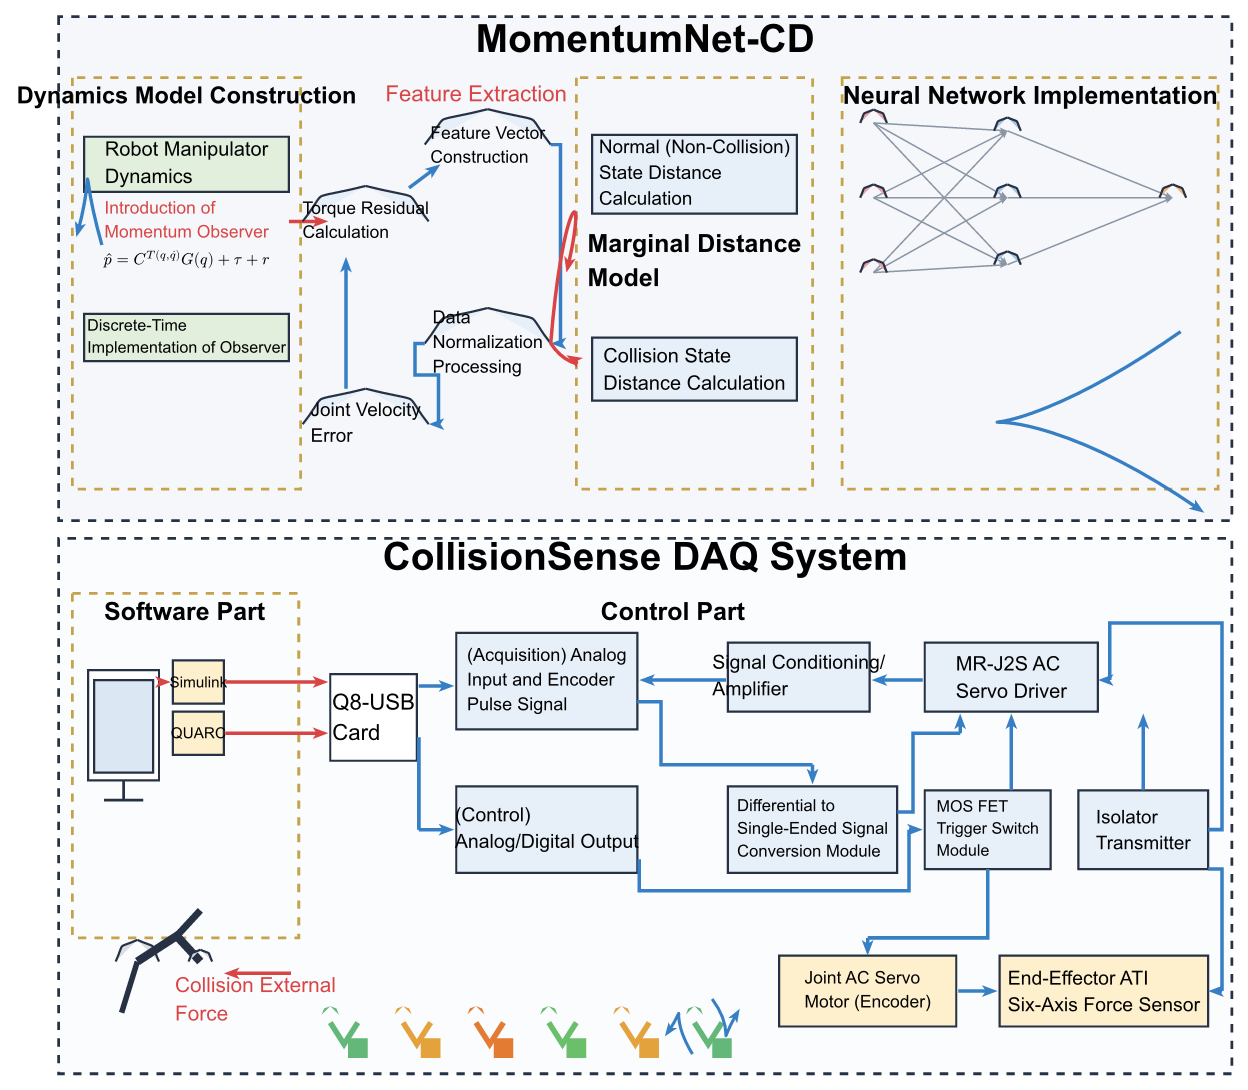 MomentumNet-CD
Dynamics Model Construction
Robot Manipulator
Dynamics
Introduction of
Momentum Observer
p̂ = C^{T(q,q̇)}G(q) + τ + r
Discrete-Time
Implementation of Observer
Feature Extraction
Feature Vector
Construction
Torque Residual
Calculation
Data
Normalization
Processing
Joint Velocity
Error
Normal (Non-Collision)
State Distance
Calculation
Marginal Distance
Model
Collision State
Distance Calculation
Neural Network Implementation
CollisionSense DAQ System
Software Part
Simulink
QUARC
Q8-USB
Card
Control Part
(Acquisition) Analog
Input and Encoder
Pulse Signal
Signal Conditioning/
Amplifier
MR-J2S AC
Servo Driver
(Control)
Analog/Digital Output
Differential to
Single-Ended Signal
Conversion Module
MOS FET
Trigger Switch
Module
Isolator
Transmitter
Joint AC Servo
Motor (Encoder)
End-Effector ATI
Six-Axis Force Sensor
Collision External
Force